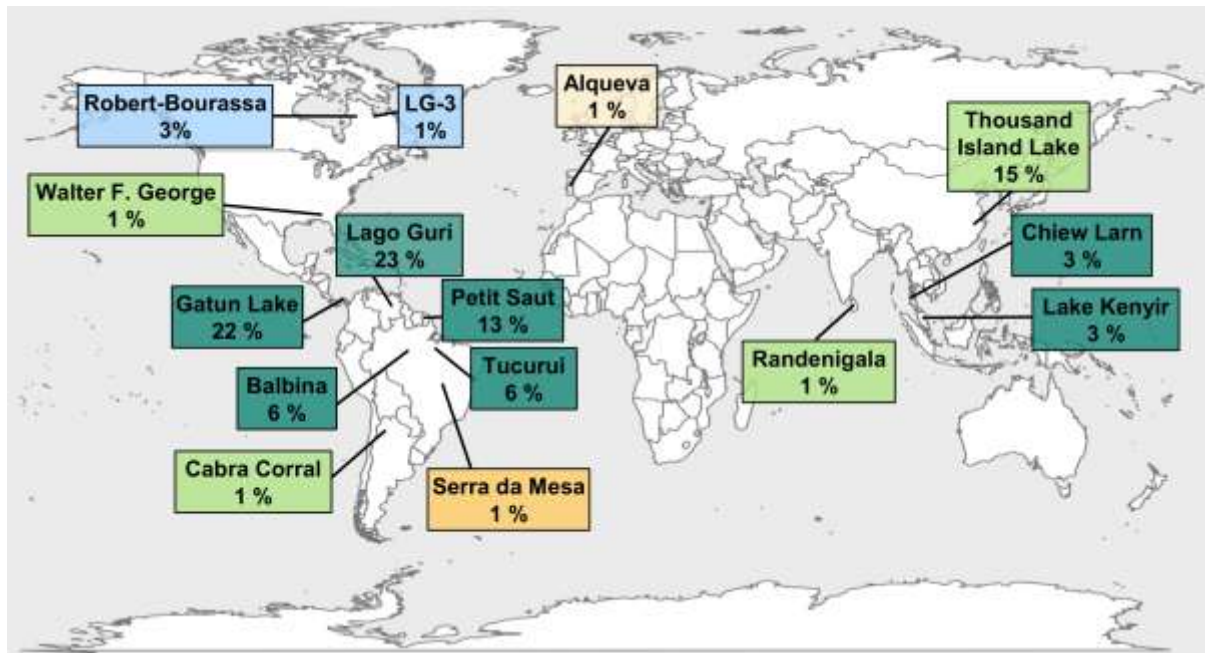 Robert-Bourassa
3%
LG-3
1%
Alqueva
1 %
Thousand
Island Lake
15 %
Walter F. George
1 %
Lago Guri
23 %
Chiew Larn
3 %
Gatun Lake
22 %
Petit Saut
13 %
Lake Kenyir
3 %
Randenigala
1 %
Balbina
6 %
Tucurui
6 %
Cabra Corral
1 %
Serra da Mesa
1 %